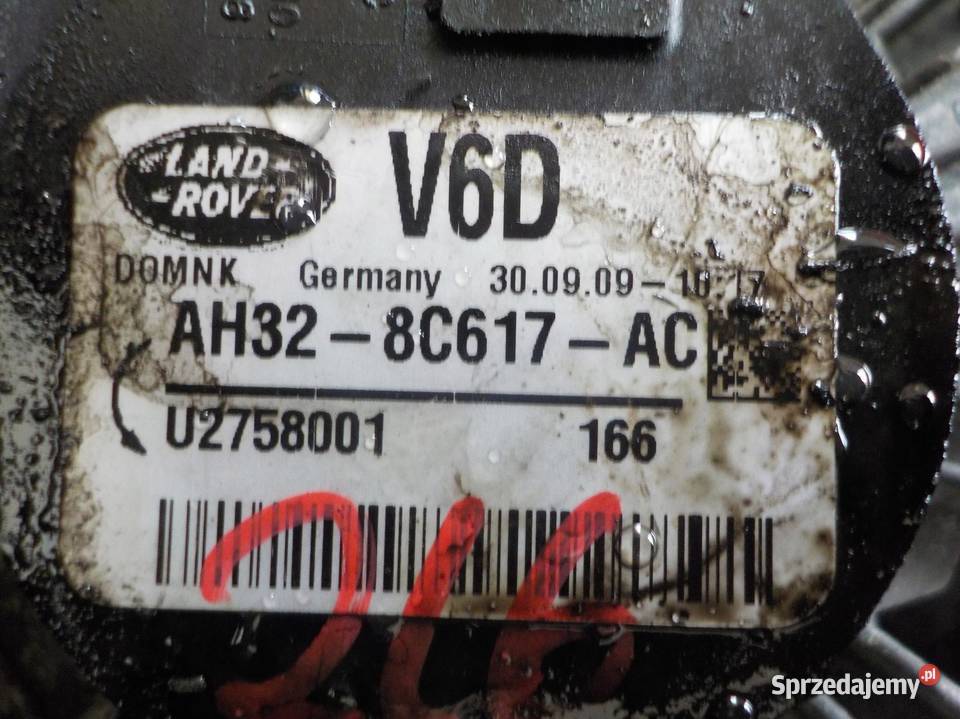 LAND
ROVER
V6D
DOMNK Germany 30.09.09
AH32-8C617-AC
U2758001 166
Sprzedajemy.pl